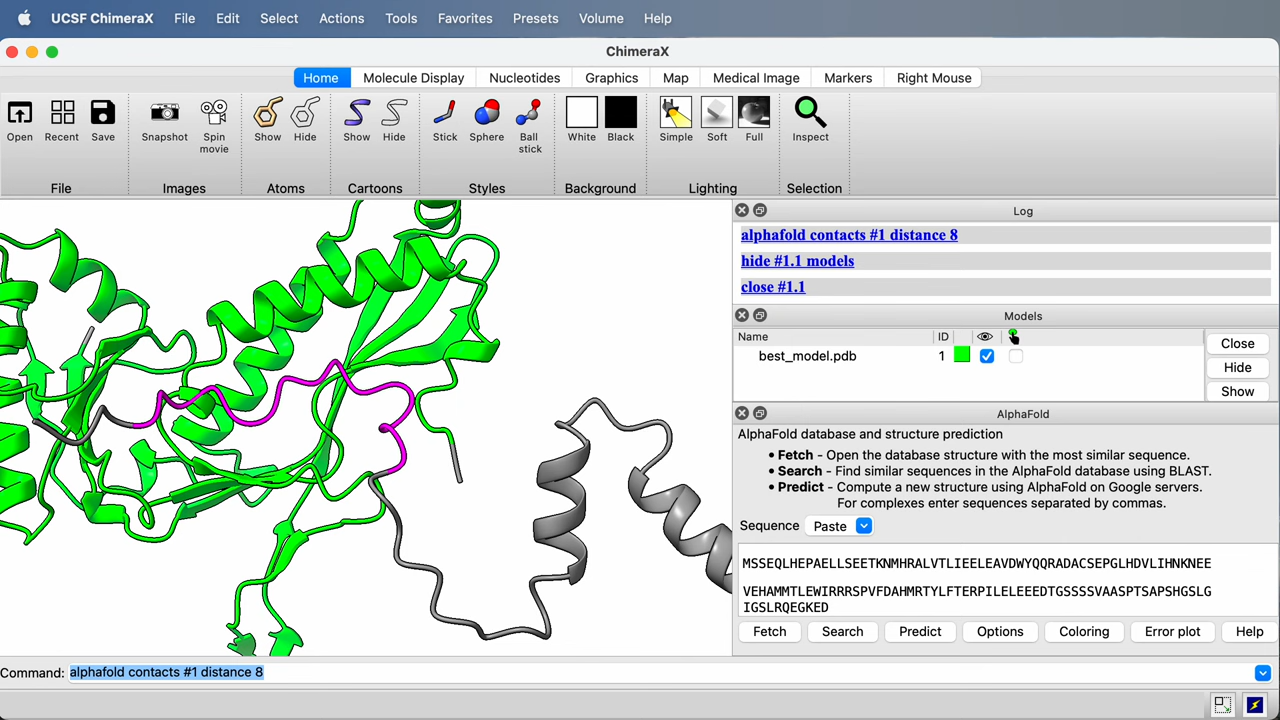 UCSF ChimeraX File Edit Select Actions Tools Favorites Presets Volume Help
ChimeraX
Home Molecule Display Nucleotides Graphics Map Medical Image Markers Right Mouse
Open Recent Save Snapshot Spin movie Show Hide Show Hide Stick Sphere Ball stick White Black Simple Soft Full Inspect
File Images Atoms Cartoons Styles Background Lighting Selection
Log
alphafold contacts #1 distance 8
hide #1.1 models
close #1.1
Models
Name ID
best_model.pdb 1
Close
Hide
Show
AlphaFold
AlphaFold database and structure prediction
• Fetch - Open the database structure with the most similar sequence.
• Search - Find similar sequences in the AlphaFold database using BLAST.
• Predict - Compute a new structure using AlphaFold on Google servers.
For complexes enter sequences separated by commas.
Sequence Paste
MSSEQLHEPAELLSEETKNMHRALVTLIEELEAVDWYQQRADACSEPGLHDVLIHNKNEE
VEHAMMTLEWIRRRSPVFDAHMRTYLFTERPILELEEEDTGSSSSVAASPTSAPSHGSLG
IGSLRQEGKED
Fetch Search Predict Options Coloring Error plot Help
Command: alphafold contacts #1 distance 8